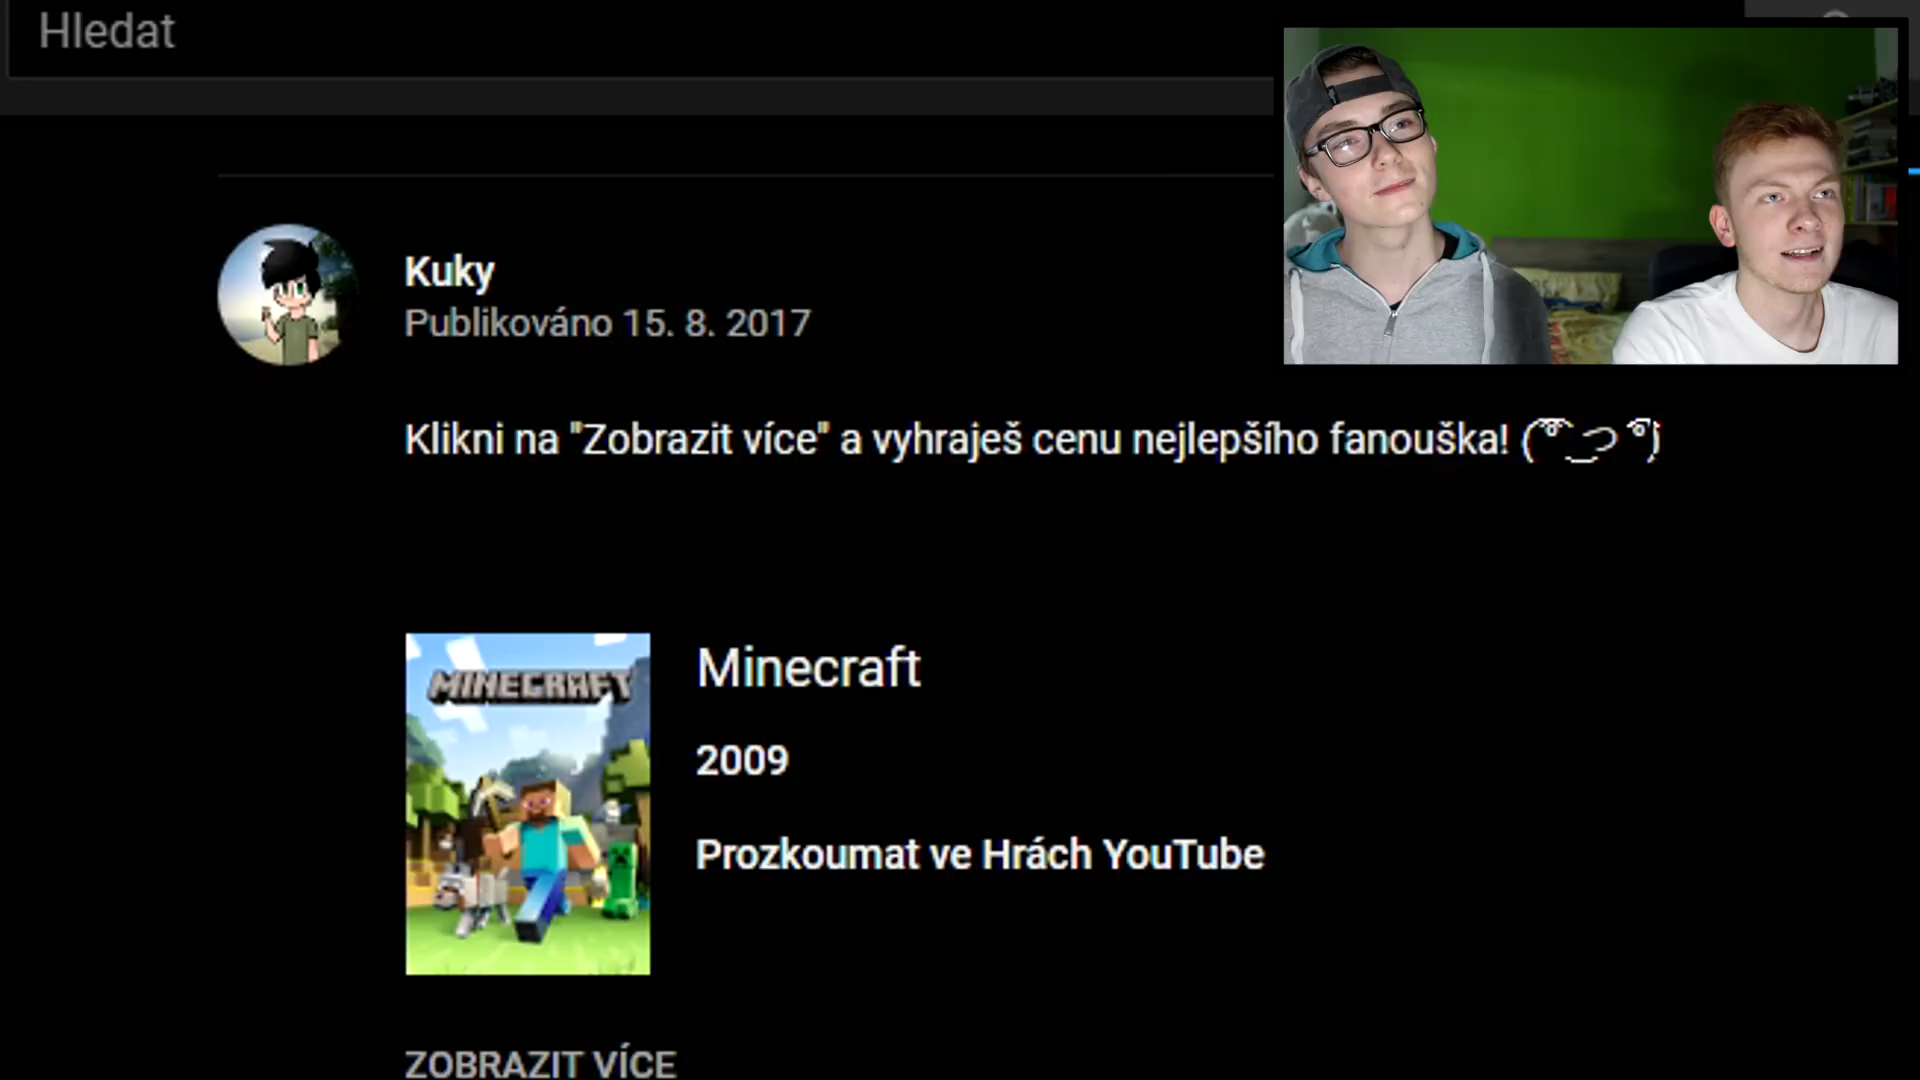 Hledat
Kuky
Publikováno 15. 8. 2017
Klikni na "Zobrazit více" a vyhraješ cenu nejlepšího fanouška! ( ͡° ͜ʖ ͡°)
MINECRAFT
Minecraft
2009
Prozkoumat ve Hrách YouTube
ZOBRAZIT VÍCE